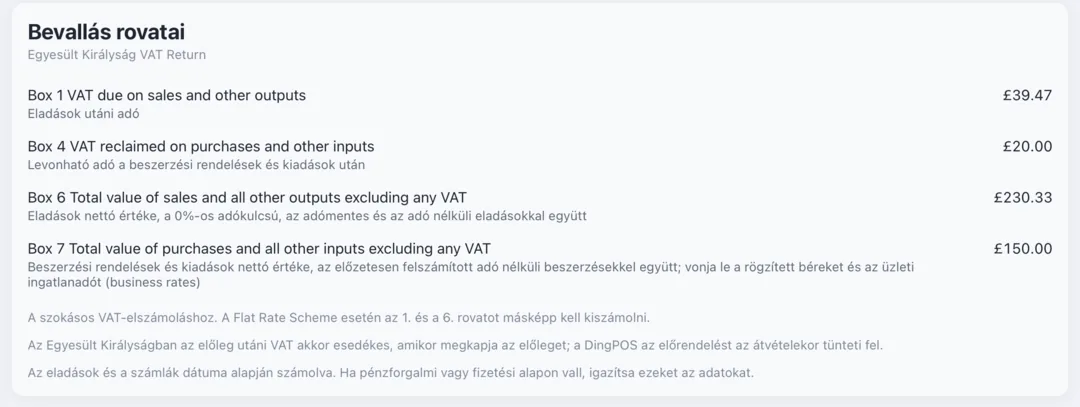 Bevallás rovatai
Egyesült Királyság VAT Return
Box 1 VAT due on sales and other outputs £39.47
Eladások utáni adó
Box 4 VAT reclaimed on purchases and other inputs £20.00
Levonható adó a beszerzési rendelések és kiadások után
Box 6 Total value of sales and all other outputs excluding any VAT £230.33
Eladások nettó értéke, a 0%-os adókulcsú, az adómentes és az adó nélküli eladásokkal együtt
Box 7 Total value of purchases and all other inputs excluding any VAT £150.00
Beszerzési rendelések és kiadások nettó értéke, az előzetesen felszámított adó nélküli beszerzésekkel együtt; vonja le a rögzített béreket és az üzleti
ingatlanadót (business rates)
A szokásos VAT-elszámoláshoz. A Flat Rate Scheme esetén az 1. és a 6. rovatot másképp kell kiszámolni.
Az Egyesült Királyságban az előleg utáni VAT akkor esedékes, amikor megkapja az előleget; a DingPOS az előrendelést az átvételekor tünteti fel.
Az eladások és a számlák dátuma alapján számolva. Ha pénzforgalmi vagy fizetési alapon vall, igazítsa ezeket az adatokat.